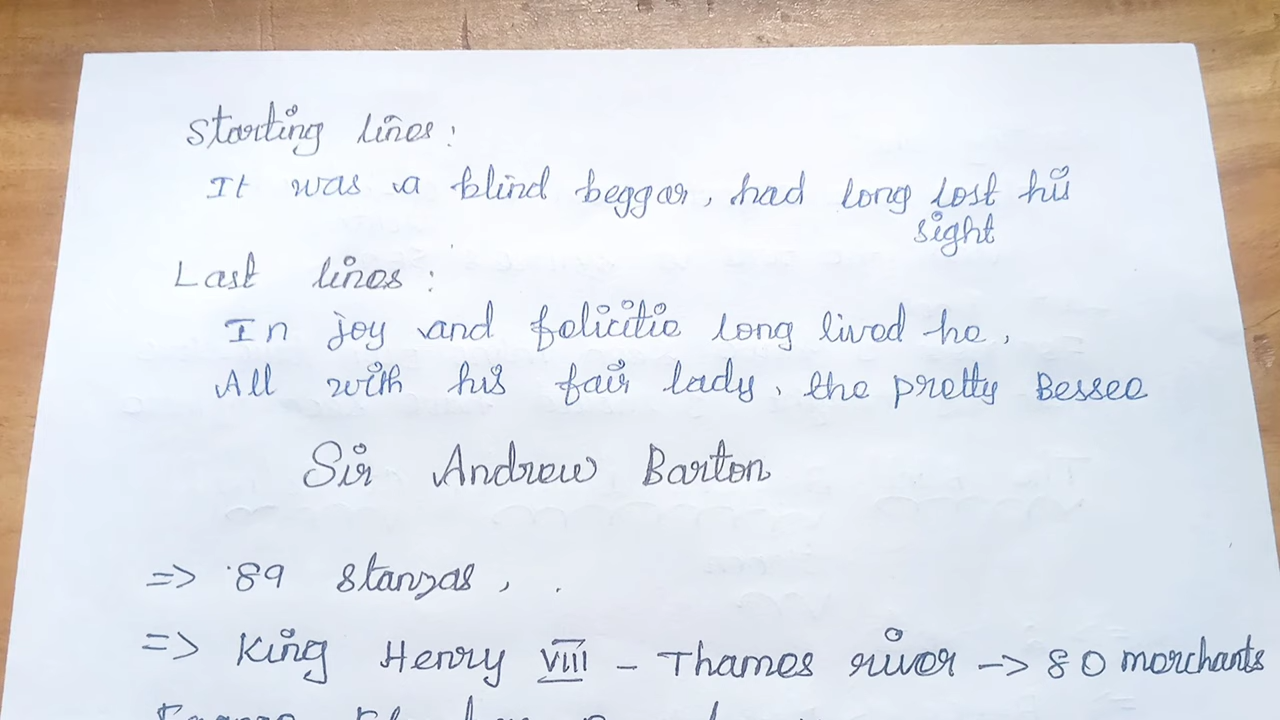 Starting lines:
It was a blind beggar, had long lost his
sight
Last lines:
In joy and felicitie long lived he,
All with his fair lady, the pretty Bessee
Sir Andrew Barton
=> 89 stanzas,
=> King Henry VIII - Thames river -> 80 merchants